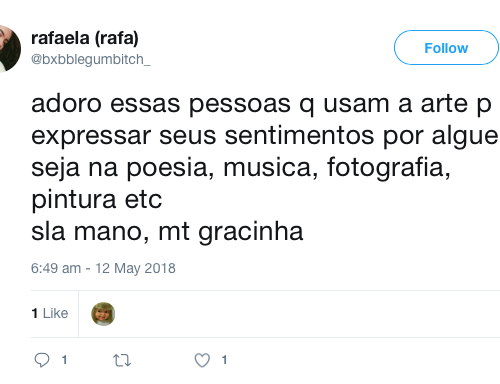 rafaela (rafa)
@bxbblegumbitch_
Follow
adoro essas pessoas q usam a arte p
expressar seus sentimentos por algue
seja na poesia, musica, fotografia,
pintura etc
sla mano, mt gracinha
6:49 am - 12 May 2018
1 Like
1 1